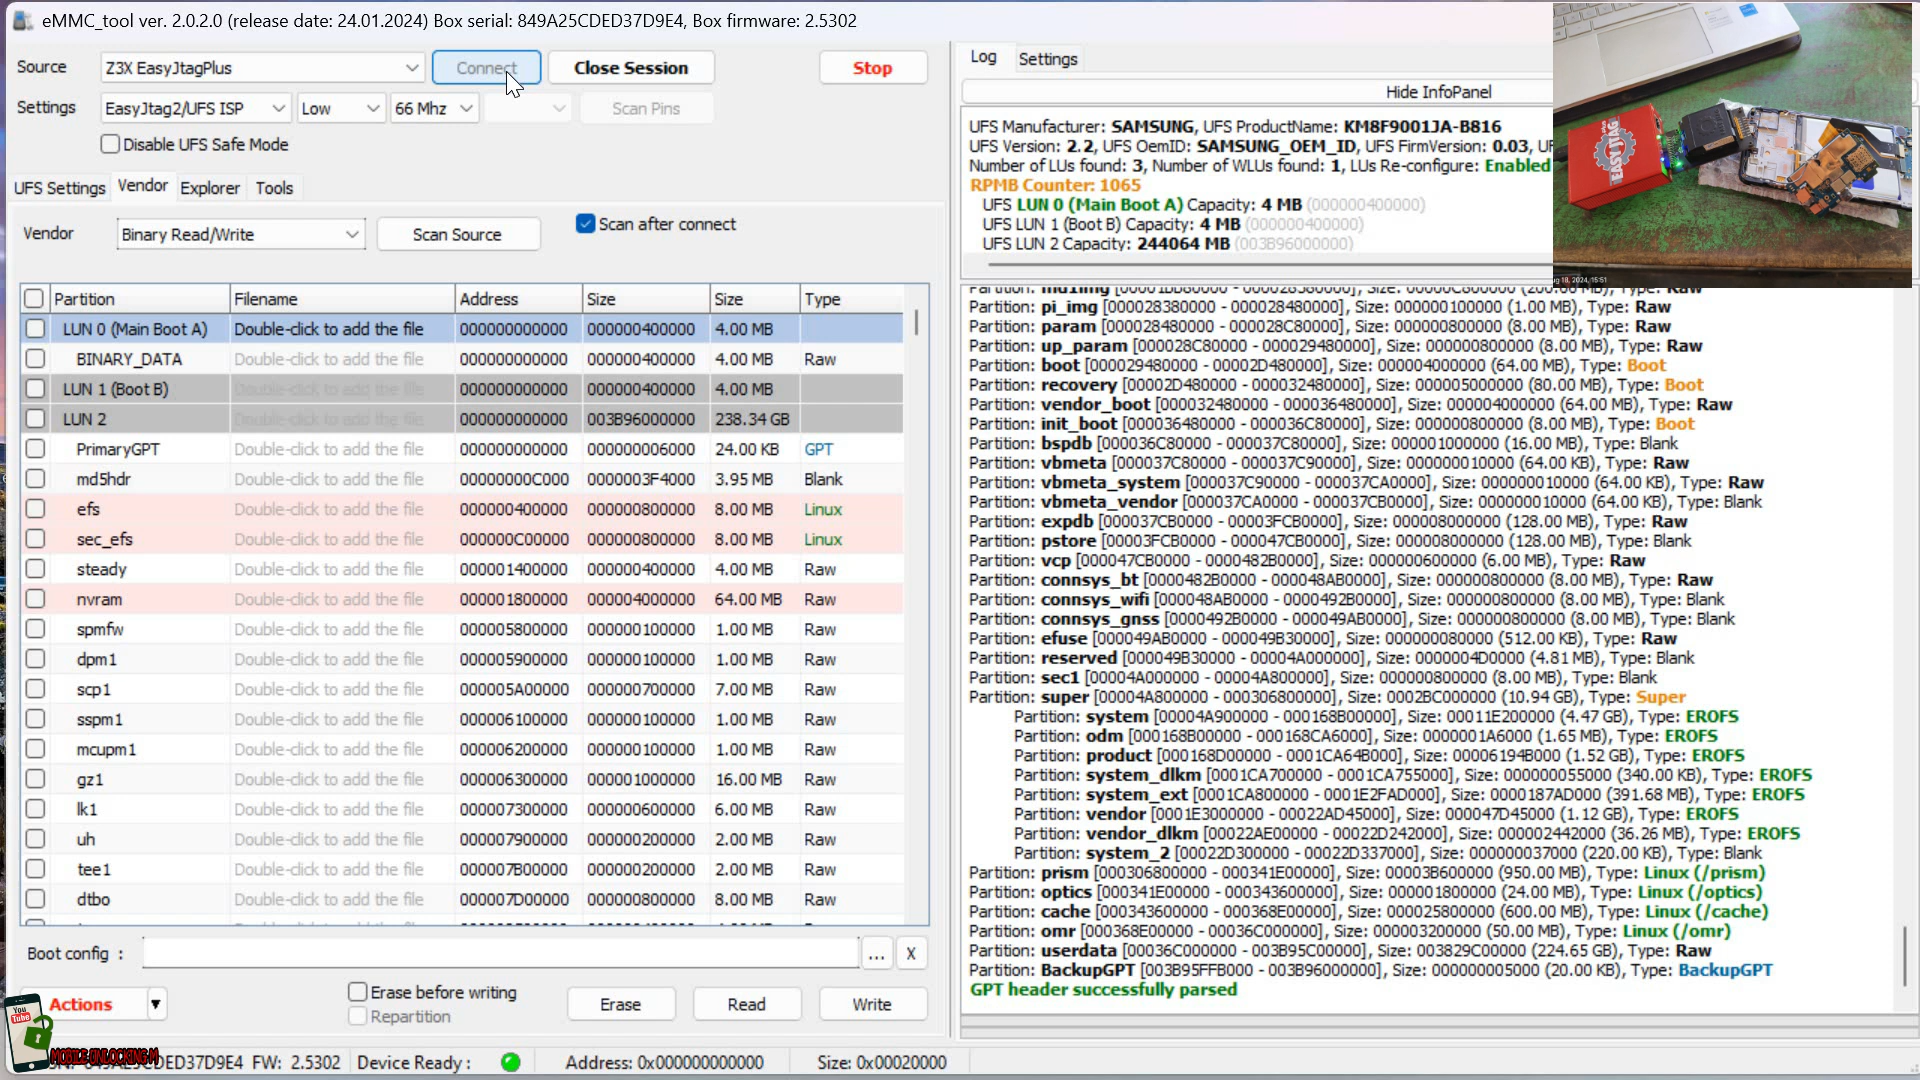 eMMC_tool ver. 2.0.2.0 (release date: 24.01.2024) Box serial: 849A25CDED37D9E4, Box firmware: 2.5302
Source Z3X EasyJtagPlus Connect Close Session Stop
Settings EasyJtag2/UFS ISP Low 66 Mhz Scan Pins
Disable UFS Safe Mode
UFS Settings Vendor Explorer Tools
Vendor Binary Read/Write Scan Source Scan after connect
Partition Filename Address Size Size Type
LUN 0 (Main Boot A) Double-click to add the file 000000000000 000000400000 4.00 MB
BINARY_DATA Double-click to add the file 000000000000 000000400000 4.00 MB Raw
LUN 1 (Boot B) Double-click to add the file 000000000000 000000400000 4.00 MB
LUN 2 Double-click to add the file 000000000000 003B96000000 238.34 GB
PrimaryGPT Double-click to add the file 000000000000 000000006000 24.00 KB GPT
md5hdr Double-click to add the file 00000000C000 0000003F4000 3.95 MB Blank
efs Double-click to add the file 000000400000 000000800000 8.00 MB Linux
sec_efs Double-click to add the file 000000C00000 000000800000 8.00 MB Linux
steady Double-click to add the file 000001400000 000000400000 4.00 MB Raw
nvram Double-click to add the file 000001800000 000004000000 64.00 MB Raw
spmfw Double-click to add the file 000005800000 000000100000 1.00 MB Raw
dpm1 Double-click to add the file 000005900000 000000100000 1.00 MB Raw
scp1 Double-click to add the file 000005A00000 000000700000 7.00 MB Raw
sspm1 Double-click to add the file 000006100000 000000100000 1.00 MB Raw
mcupm1 Double-click to add the file 000006200000 000000100000 1.00 MB Raw
gz1 Double-click to add the file 000006300000 000001000000 16.00 MB Raw
lk1 Double-click to add the file 000007300000 000000600000 6.00 MB Raw
uh Double-click to add the file 000007900000 000000200000 2.00 MB Raw
tee1 Double-click to add the file 000007B00000 000000200000 2.00 MB Raw
dtbo Double-click to add the file 000007D00000 000000800000 8.00 MB Raw
Boot config : ... X
Actions Erase before writing Erase Read Write
Repartition
DED37D9E4 FW: 2.5302 Device Ready : Address: 0x000000000000 Size: 0x00020000
You
Tube
MOBILE UNLOCKING M
Log Settings
Hide InfoPanel
UFS Manufacturer: SAMSUNG, UFS ProductName: KM8F9001JA-B816
UFS Version: 2.2, UFS OemID: SAMSUNG_OEM_ID, UFS FirmVersion: 0.03, UF
Number of LUs found: 3, Number of WLUs found: 1, LUs Re-configure: Enabled
RPMB Counter: 1065
UFS LUN 0 (Main Boot A) Capacity: 4 MB (000000400000)
UFS LUN 1 (Boot B) Capacity: 4 MB (000000400000)
UFS LUN 2 Capacity: 244064 MB (003B96000000)
Partition: pi_img [000028380000 - 000028480000], Size: 000000100000 (1.00 MB), Type: Raw
Partition: param [000028480000 - 000028C80000], Size: 000000800000 (8.00 MB), Type: Raw
Partition: up_param [000028C80000 - 000029480000], Size: 000000800000 (8.00 MB), Type: Raw
Partition: boot [000029480000 - 00002D480000], Size: 000004000000 (64.00 MB), Type: Boot
Partition: recovery [00002D480000 - 000032480000], Size: 000005000000 (80.00 MB), Type: Boot
Partition: vendor_boot [000032480000 - 000036480000], Size: 000004000000 (64.00 MB), Type: Raw
Partition: init_boot [000036480000 - 000036C80000], Size: 000000800000 (8.00 MB), Type: Boot
Partition: bspdb [000036C80000 - 000037C80000], Size: 000001000000 (16.00 MB), Type: Blank
Partition: vbmeta [000037C80000 - 000037C90000], Size: 000000010000 (64.00 KB), Type: Raw
Partition: vbmeta_system [000037C90000 - 000037CA0000], Size: 000000010000 (64.00 KB), Type: Raw
Partition: vbmeta_vendor [000037CA0000 - 000037CB0000], Size: 000000010000 (64.00 KB), Type: Blank
Partition: expdb [000037CB0000 - 00003FCB0000], Size: 000008000000 (128.00 MB), Type: Raw
Partition: pstore [00003FCB0000 - 000047CB0000], Size: 000008000000 (128.00 MB), Type: Blank
Partition: vcp [000047CB0000 - 0000482B0000], Size: 000000600000 (6.00 MB), Type: Raw
Partition: connsys_bt [0000482B0000 - 000048AB0000], Size: 000000800000 (8.00 MB), Type: Raw
Partition: connsys_wifi [000048AB0000 - 0000492B0000], Size: 000000800000 (8.00 MB), Type: Blank
Partition: connsys_gnss [0000492B0000 - 000049AB0000], Size: 000000800000 (8.00 MB), Type: Blank
Partition: efuse [000049AB0000 - 000049B30000], Size: 000000080000 (512.00 KB), Type: Raw
Partition: reserved [000049B30000 - 00004A000000], Size: 0000004D0000 (4.81 MB), Type: Blank
Partition: sec1 [00004A000000 - 00004A800000], Size: 000000800000 (8.00 MB), Type: Blank
Partition: super [00004A800000 - 000306800000], Size: 0002BC000000 (10.94 GB), Type: Super
Partition: system [00004A900000 - 000168B00000], Size: 00011E200000 (4.47 GB), Type: EROFS
Partition: odm [000168B00000 - 000168CA6000], Size: 0000001A6000 (1.65 MB), Type: EROFS
Partition: product [000168D00000 - 0001CA64B000], Size: 00006194B000 (1.52 GB), Type: EROFS
Partition: system_dlkm [0001CA700000 - 0001CA755000], Size: 000000055000 (340.00 KB), Type: EROFS
Partition: system_ext [0001CA800000 - 0001E2FAD000], Size: 0000187AD000 (391.68 MB), Type: EROFS
Partition: vendor [0001E3000000 - 00022AD45000], Size: 000047D45000 (1.12 GB), Type: EROFS
Partition: vendor_dlkm [00022AE00000 - 00022D242000], Size: 000002442000 (36.26 MB), Type: EROFS
Partition: system_2 [00022D300000 - 00022D337000], Size: 000000037000 (220.00 KB), Type: Blank
Partition: prism [000306800000 - 000341E00000], Size: 00003B600000 (950.00 MB), Type: Linux (/prism)
Partition: optics [000341E00000 - 000343600000], Size: 000001800000 (24.00 MB), Type: Linux (/optics)
Partition: cache [000343600000 - 000368E00000], Size: 000025800000 (600.00 MB), Type: Linux (/cache)
Partition: omr [000368E00000 - 00036C000000], Size: 000003200000 (50.00 MB), Type: Linux (/omr)
Partition: userdata [00036C000000 - 003B95C00000], Size: 003829C00000 (224.65 GB), Type: Raw
Partition: BackupGPT [003B95FFB000 - 003B96000000], Size: 000000005000 (20.00 KB), Type: BackupGPT
GPT header successfully parsed
EASY JTAG
ug 18, 2024, 15:51